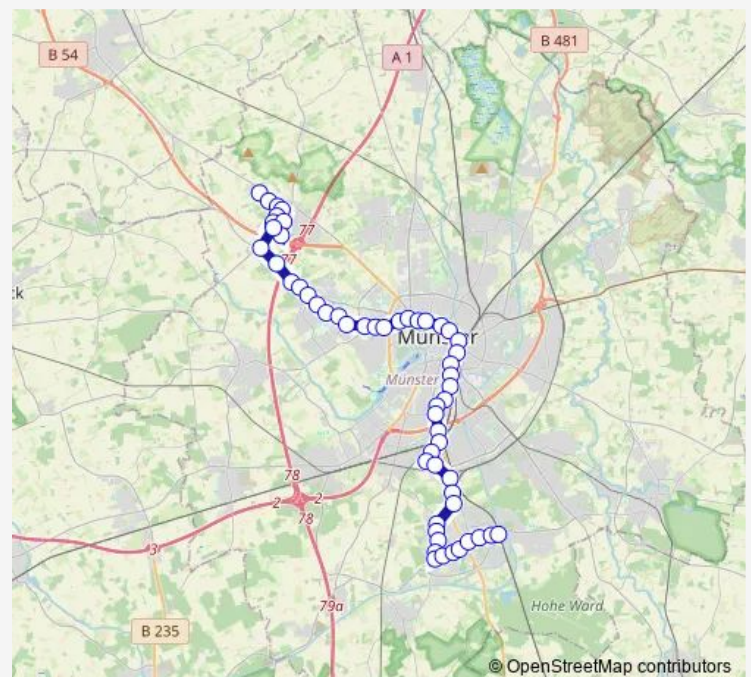 B 54
A 1
B 481
77
77
Münster
Münster
78
2
2
78
3
79a
B 235
Hohe Ward
© OpenStreetMap contributors